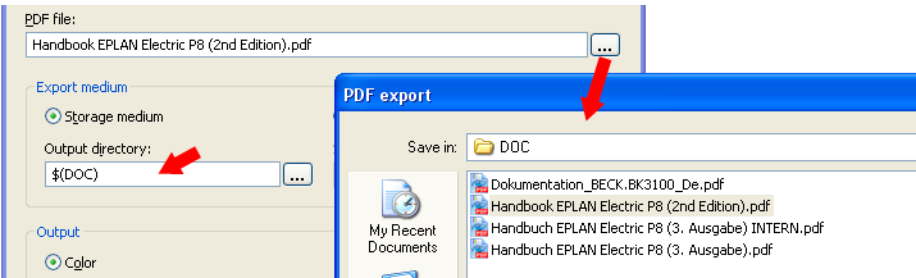 PDF file:
Handbook EPLAN Electric P8 (2nd Edition).pdf
...
Export medium
Storage medium
Output directory:
$(DOC)
...
Output
Color
PDF export
Save in:
DOC
My Recent
Documents
Dokumentation_BECK.BK3100_De.pdf
Handbook EPLAN Electric P8 (2nd Edition).pdf
Handbuch EPLAN Electric P8 (3. Ausgabe) INTERN.pdf
Handbuch EPLAN Electric P8 (3. Ausgabe).pdf